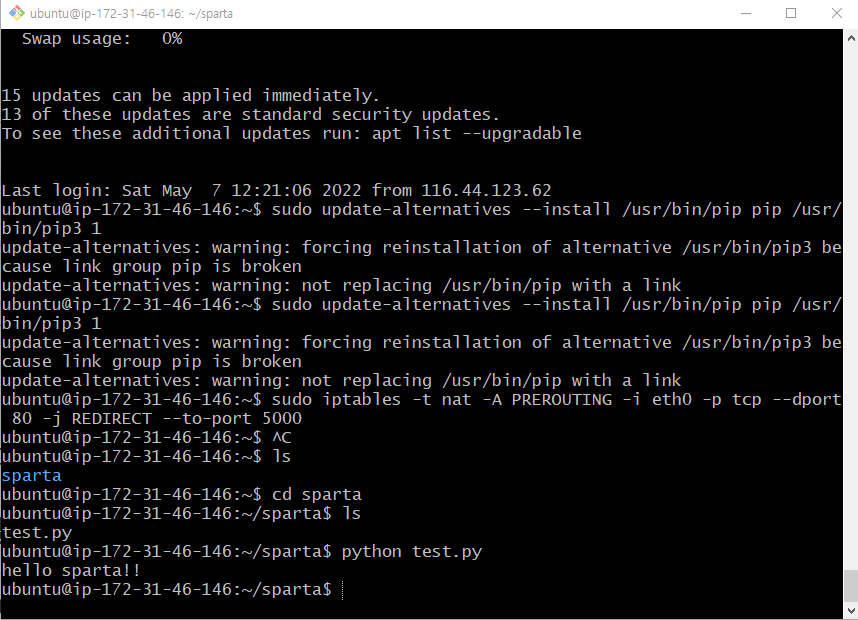 ubuntu@ip-172-31-46-146: ~/sparta
  Swap usage:   0%
15 updates can be applied immediately.
13 of these updates are standard security updates.
To see these additional updates run: apt list --upgradable
Last login: Sat May  7 12:21:06 2022 from 116.44.123.62
ubuntu@ip-172-31-46-146:~$ sudo update-alternatives --install /usr/bin/pip pip /usr/
bin/pip3 1
update-alternatives: warning: forcing reinstallation of alternative /usr/bin/pip3 be
cause link group pip is broken
update-alternatives: warning: not replacing /usr/bin/pip with a link
ubuntu@ip-172-31-46-146:~$ sudo update-alternatives --install /usr/bin/pip pip /usr/
bin/pip3 1
update-alternatives: warning: forcing reinstallation of alternative /usr/bin/pip3 be
cause link group pip is broken
update-alternatives: warning: not replacing /usr/bin/pip with a link
ubuntu@ip-172-31-46-146:~$ sudo iptables -t nat -A PREROUTING -i eth0 -p tcp --dport
 80 -j REDIRECT --to-port 5000
ubuntu@ip-172-31-46-146:~$ ^C
ubuntu@ip-172-31-46-146:~$ ls
sparta
ubuntu@ip-172-31-46-146:~$ cd sparta
ubuntu@ip-172-31-46-146:~/sparta$ ls
test.py
ubuntu@ip-172-31-46-146:~/sparta$ python test.py
hello sparta!!
ubuntu@ip-172-31-46-146:~/sparta$